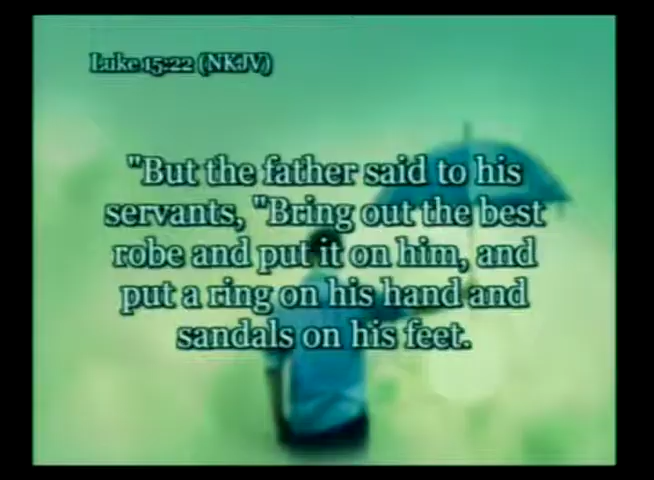 Luke 15:22 (NKJV)
"But the father said to his
servants, "Bring out the best
robe and put it on him, and
put a ring on his hand and
sandals on his feet.